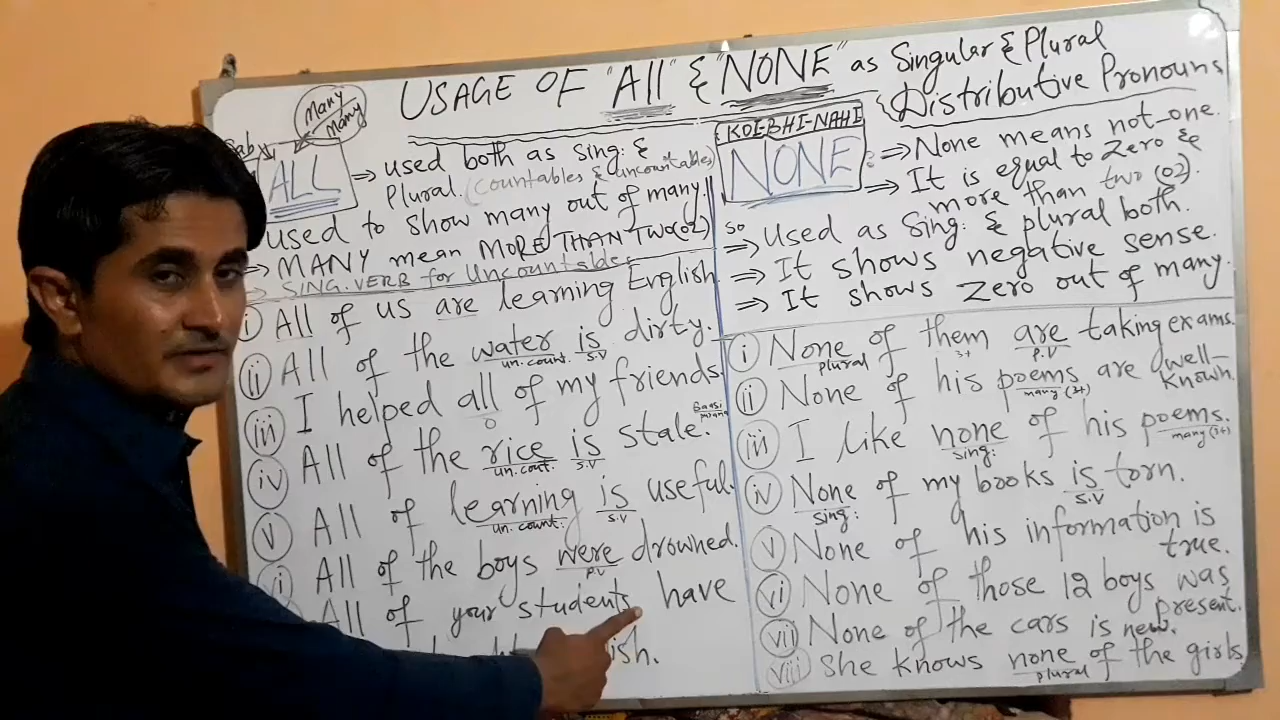 USAGE OF "All" & "NONE" as Singular & Plural
Distributive Pronouns
Many
Many
Sab
ALL
⇒ used both as Sing: &
Plural. (Countables & uncountables)
used to show many out of many.
⇒ MANY mean MORE THAN TWO(02)
⇒ SING. VERB for Uncountables
i All of us are learning English.
ii All of the water is dirty.
un.count. S.V
iii I helped all of my friends.
O
iv All of the rice is stale.
un.cout. S.V
Baasi
v All of learning is useful.
un.count: S.V
All of the boys were drowned.
P.V
All of your students have
ish.
KOI-BHI-NAHI
NONE
⇒ None means not_one.
⇒ It is equal to Zero &
more than two (02).
so
⇒ Used as Sing: & plural both.
⇒ It shows negative sense.
⇒ It shows Zero out of many.
i None of them are taking exams.
plural 3+ P.V
ii None of his poems are well-
known.
many (3+)
iii I like none of his poems.
sing: many (3+)
iv None of my books is torn.
sing: S.V
v None of his information is
true.
vi None of those 12 boys was
present.
vii None of the cars is new.
viii She knows none of the girls
plural